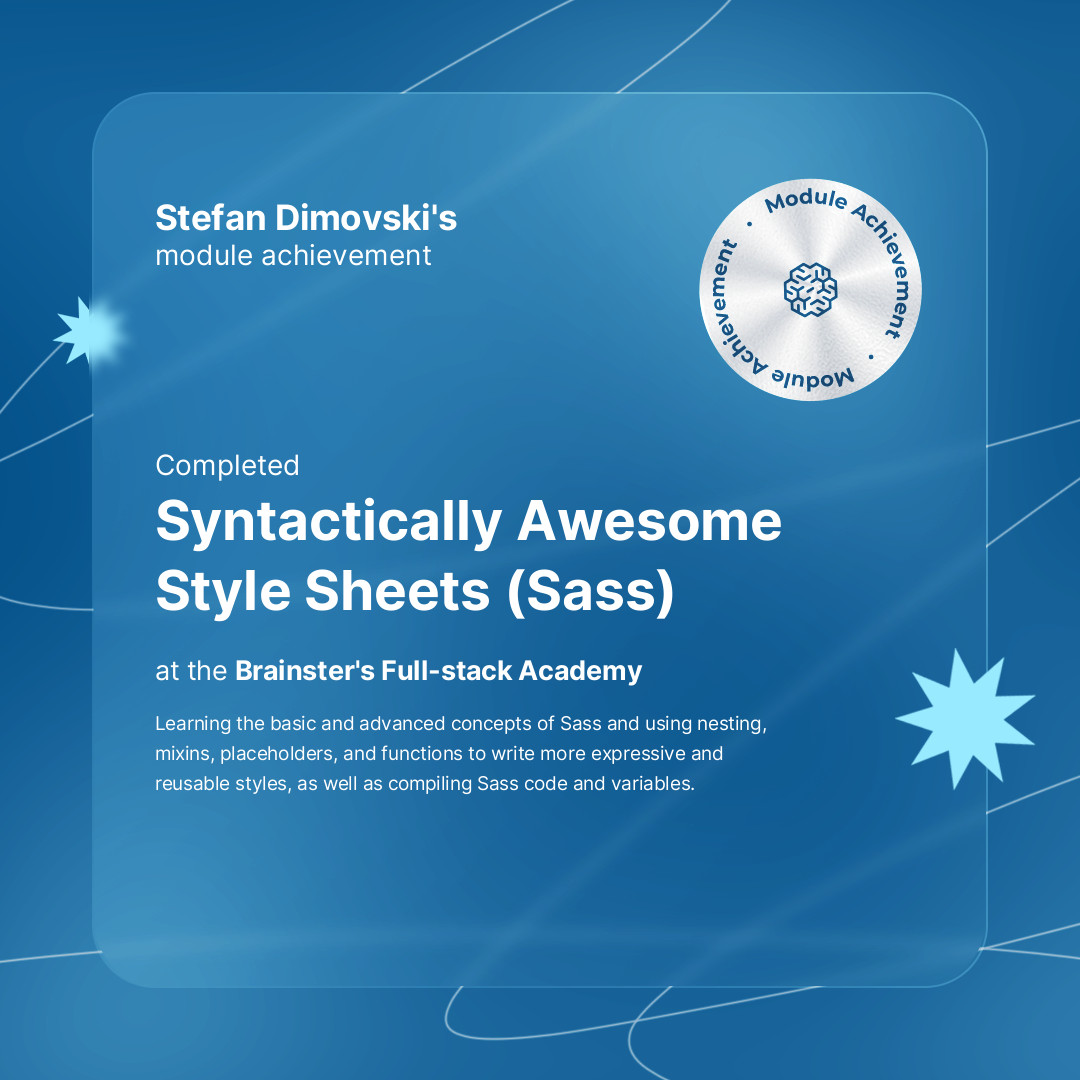 Stefan Dimovski's
module achievement
Module Achievement • Module Achievement •
Completed
Syntactically Awesome
Style Sheets (Sass)
at the Brainster's Full-stack Academy
Learning the basic and advanced concepts of Sass and using nesting,
mixins, placeholders, and functions to write more expressive and
reusable styles, as well as compiling Sass code and variables.